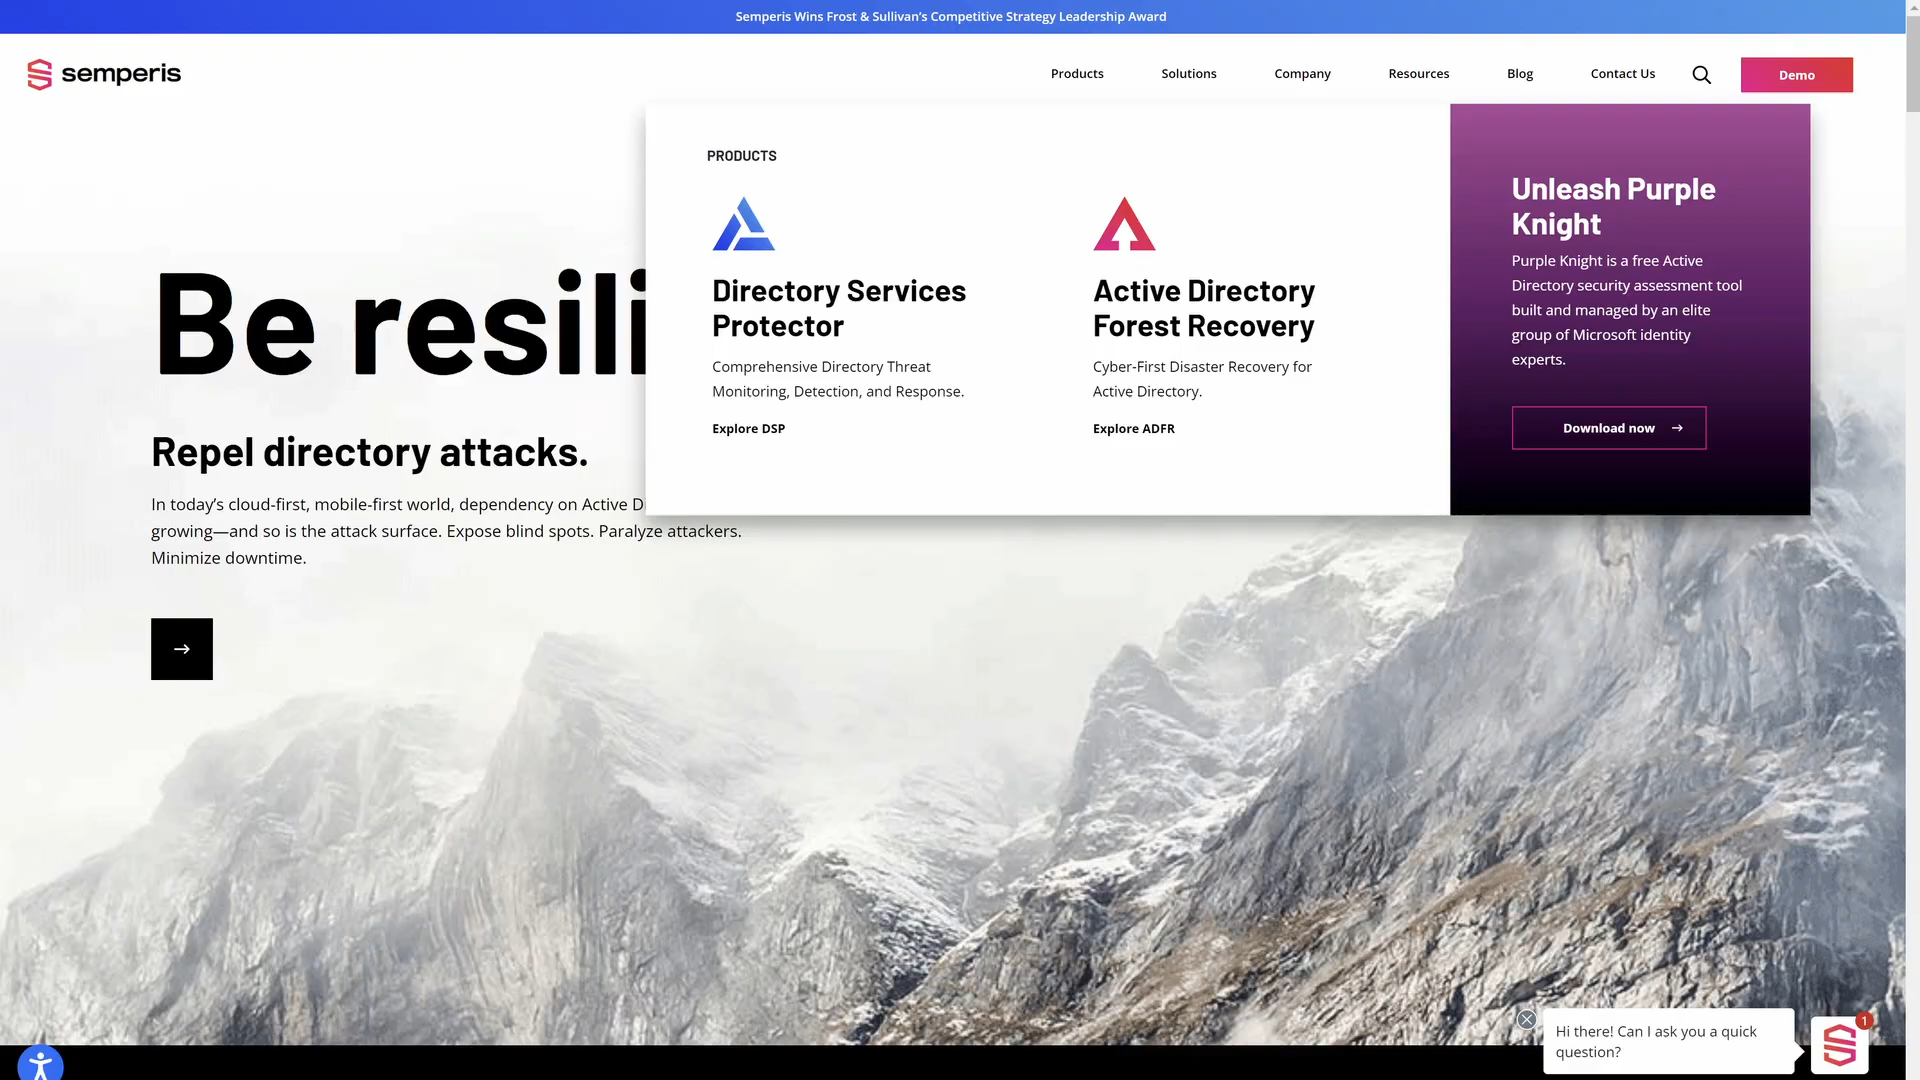 Semperis Wins Frost & Sullivan's Competitive Strategy Leadership Award
semperis
Products
Solutions
Company
Resources
Blog
Contact Us
Demo
PRODUCTS
Directory Services
Protector
Comprehensive Directory Threat
Monitoring, Detection, and Response.
Explore DSP
Active Directory
Forest Recovery
Cyber-First Disaster Recovery for
Active Directory.
Explore ADFR
Unleash Purple
Knight
Purple Knight is a free Active
Directory security assessment tool
built and managed by an elite
group of Microsoft identity
experts.
Download now →
Be resili
Repel directory attacks.
In today’s cloud-first, mobile-first world, dependency on Active Di
growing—and so is the attack surface. Expose blind spots. Paralyze attackers.
Minimize downtime.
→
Hi there! Can I ask you a quick
question?
1